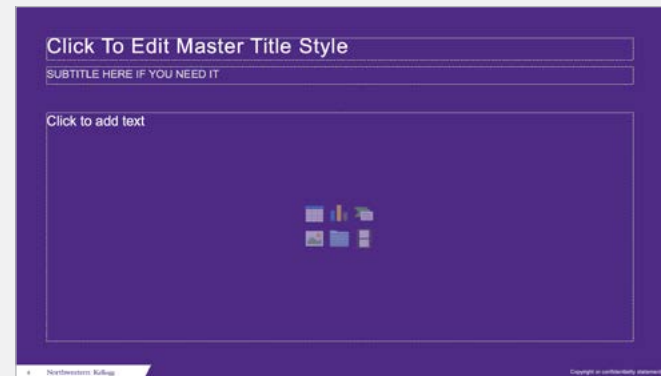 Click To Edit Master Title Style
SUBTITLE HERE IF YOU NEED IT
Click to add text
Northwestern Kellogg
Copyright or confidentiality statement